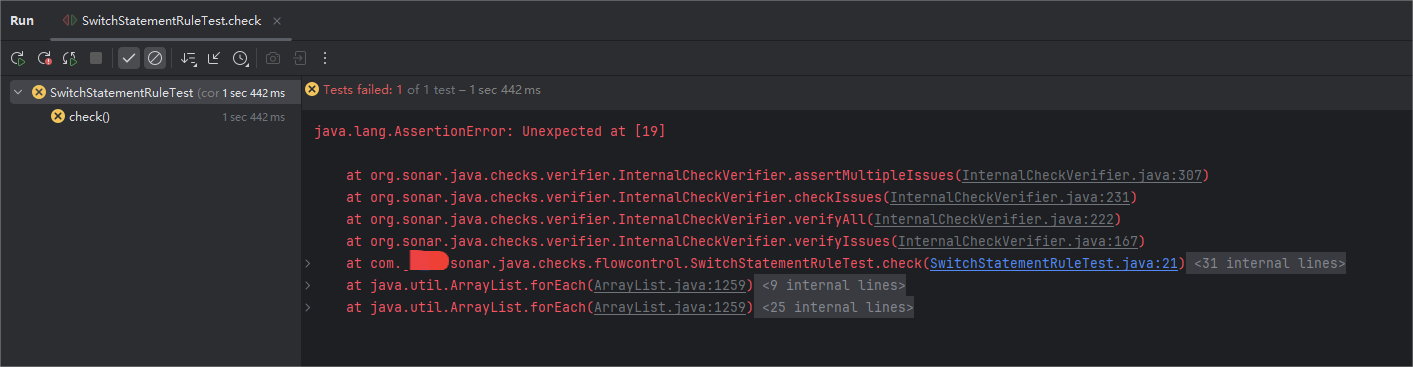 Run SwitchStatementRuleTest.check
SwitchStatementRuleTest (cor 1 sec 442 ms
check() 1 sec 442 ms
Tests failed: 1 of 1 test – 1 sec 442 ms
java.lang.AssertionError: Unexpected at [19]
at org.sonar.java.checks.verifier.InternalCheckVerifier.assertMultipleIssues(InternalCheckVerifier.java:307)
at org.sonar.java.checks.verifier.InternalCheckVerifier.checkIssues(InternalCheckVerifier.java:231)
at org.sonar.java.checks.verifier.InternalCheckVerifier.verifyAll(InternalCheckVerifier.java:222)
at org.sonar.java.checks.verifier.InternalCheckVerifier.verifyIssues(InternalCheckVerifier.java:167)
at com. sonar.java.checks.flowcontrol.SwitchStatementRuleTest.check(SwitchStatementRuleTest.java:21) <31 internal lines>
at java.util.ArrayList.forEach(ArrayList.java:1259) <9 internal lines>
at java.util.ArrayList.forEach(ArrayList.java:1259) <25 internal lines>